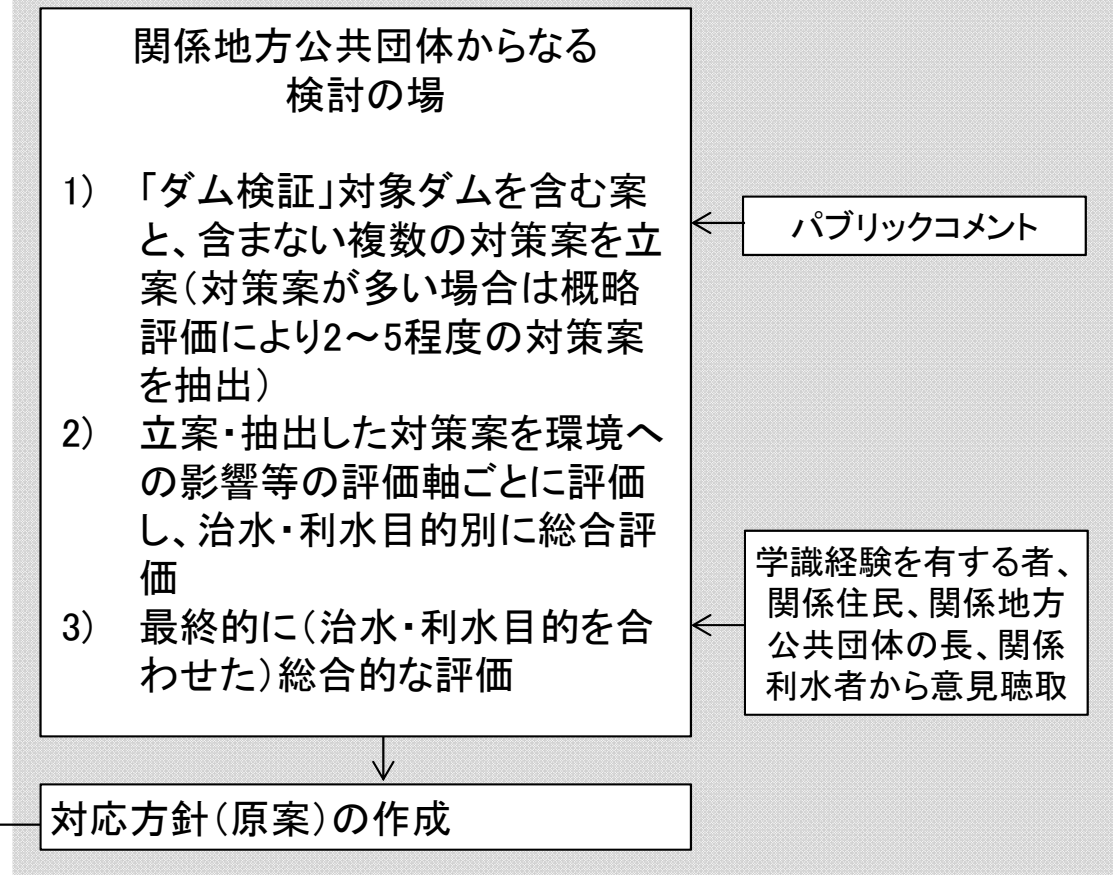 関係地方公共団体からなる
検討の場
1) 「ダム検証」対象ダムを含む案
と、含まない複数の対策案を立
案（対策案が多い場合は概略
評価により2～5程度の対策案
を抽出）
2) 立案・抽出した対策案を環境へ
の影響等の評価軸ごとに評価
し、治水・利水目的別に総合評
価
3) 最終的に（治水・利水目的を合
わせた）総合的な評価
パブリックコメント
学識経験を有する者、
関係住民、関係地方
公共団体の長、関係
利水者から意見聴取
対応方針（原案）の作成